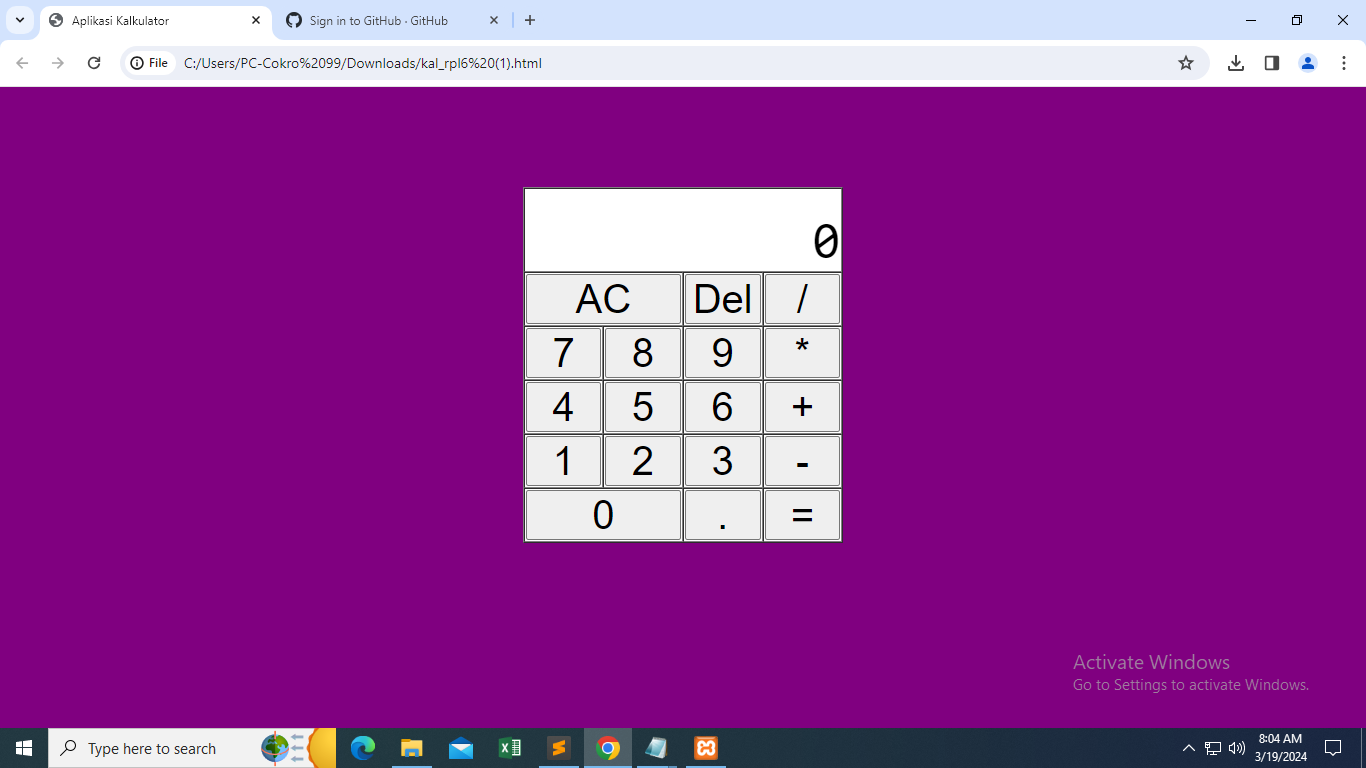 Aplikasi Kalkulator
Sign in to GitHub · GitHub
File
C:/Users/PC-Cokro%2099/Downloads/kal_rpl6%20(1).html
0
AC Del /
7 8 9 *
4 5 6 +
1 2 3 -
0 . =
Activate Windows
Go to Settings to activate Windows.
Type here to search
8:04 AM
3/19/2024